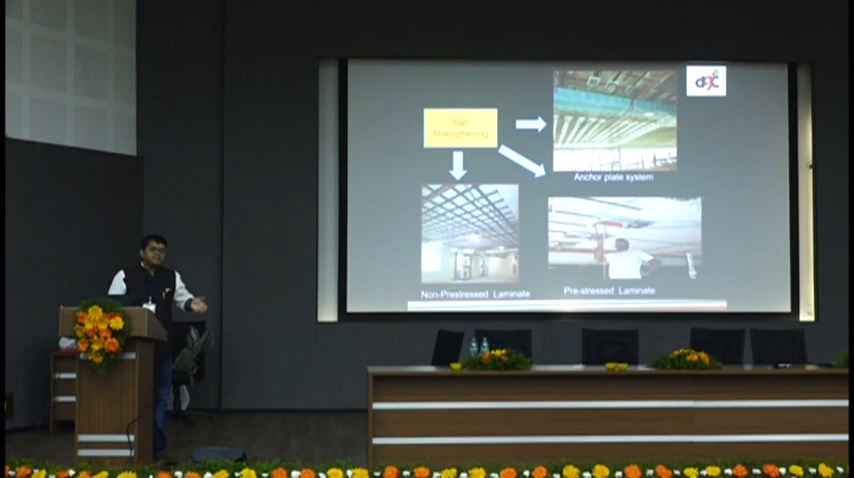 Slab
Strengthening
Anchor plate system
Non-Prestressed Laminate
Pre-stressed Laminate